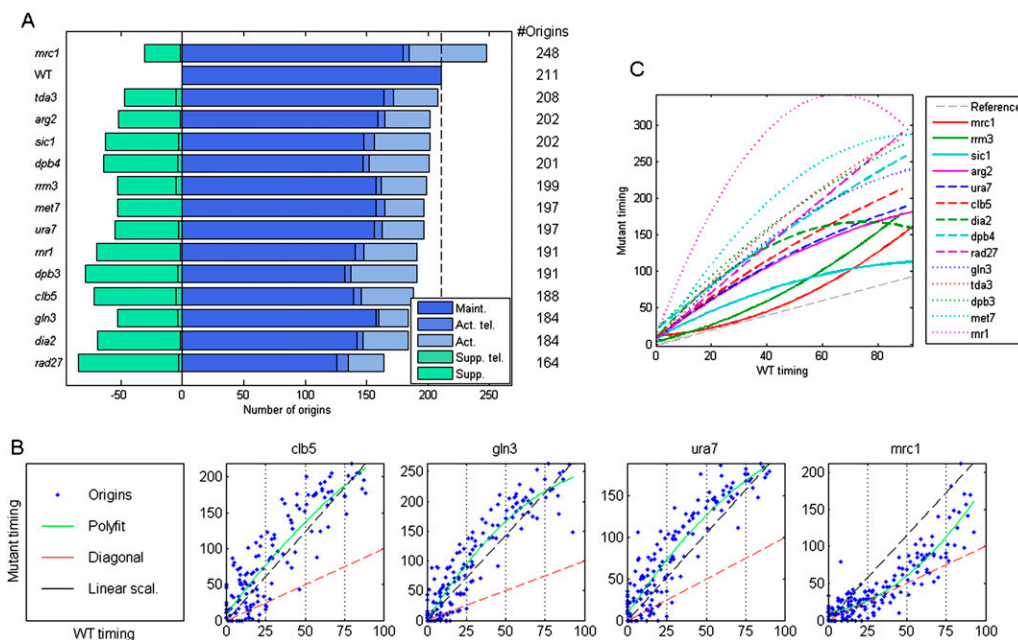 A
#Origins
mrc1 248
WT 211
tda3 208
arg2 202
sic1 202
dpb4 201
rrm3 199
met7 197
ura7 197
rnr1 191
dpb3 191
clb5 188
gln3 184
dia2 184
rad27 164
Maint.
Act. tel.
Act.
Supp. tel.
Supp.
-50 0 50 100 150 200 250
Number of origins
C
Mutant timing
300
250
200
150
100
50
0
0 20 40 60 80
WT timing
Reference
mrc1
rrm3
sic1
arg2
ura7
clb5
dia2
dpb4
rad27
gln3
tda3
dpb3
met7
rnr1
B
Mutant timing
Origins
Polyfit
Diagonal
Linear scal.
WT timing
clb5
200
150
100
50
0
0 25 50 75 100
gln3
250
200
150
100
50
0
0 25 50 75 100
ura7
150
100
50
0
0 25 50 75 100
mrc1
200
150
100
50
0
0 25 50 75 100